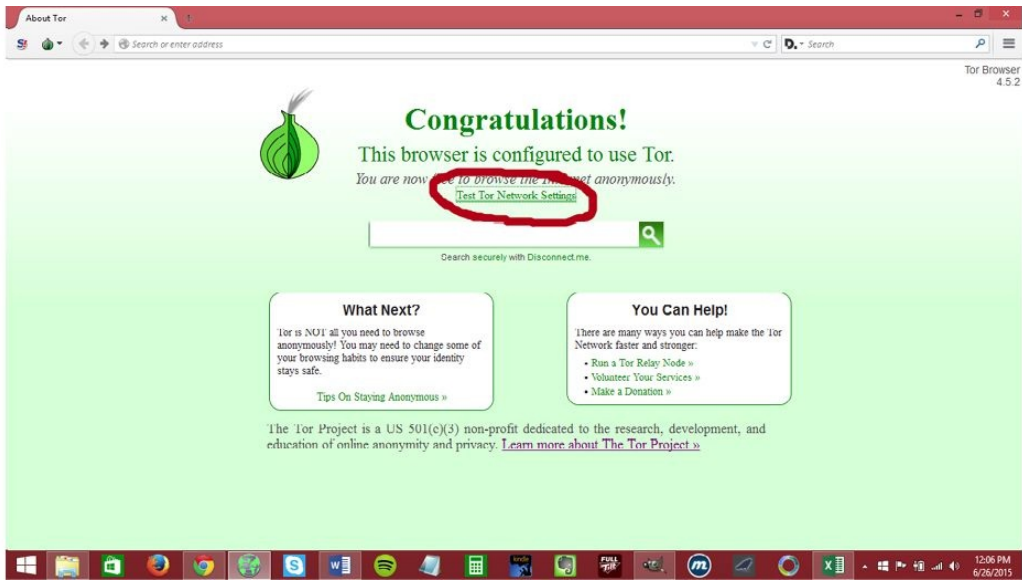 About Tor
Search or enter address
Search
Tor Browser
4.5.2
Congratulations!
This browser is configured to use Tor.
You are now free to browse the Internet anonymously.
Test Tor Network Settings
Search securely with Disconnect.me.
What Next?
Tor is NOT all you need to browse
anonymously! You may need to change some of
your browsing habits to ensure your identity
stays safe.
Tips On Staying Anonymous »
You Can Help!
There are many ways you can help make the Tor
Network faster and stronger:
• Run a Tor Relay Node »
• Volunteer Your Services »
• Make a Donation »
The Tor Project is a US 501(c)(3) non-profit dedicated to the research, development, and
education of online anonymity and privacy. Learn more about The Tor Project »
kindle
FULL
Tilt
12:06 PM
6/26/2015